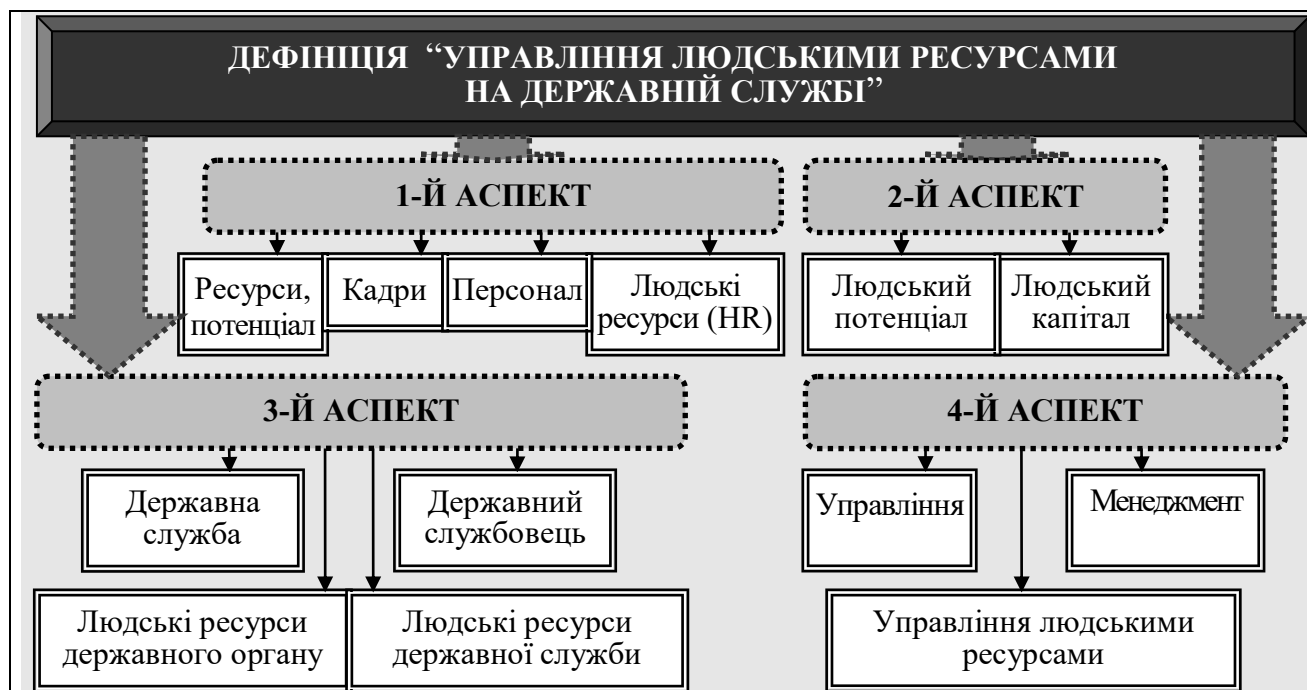 ДЕФІНІЦІЯ “УПРАВЛІННЯ ЛЮДСЬКИМИ РЕСУРСАМИ
НА ДЕРЖАВНІЙ СЛУЖБІ”
1-Й АСПЕКТ
2-Й АСПЕКТ
Ресурси,
потенціал
Кадри
Персонал
Людські
ресурси (HR)
Людський
потенціал
Людський
капітал
3-Й АСПЕКТ
4-Й АСПЕКТ
Державна
служба
Державний
службовець
Управління
Менеджмент
Людські ресурси
державного органу
Людські ресурси
державної служби
Управління людськими
ресурсами